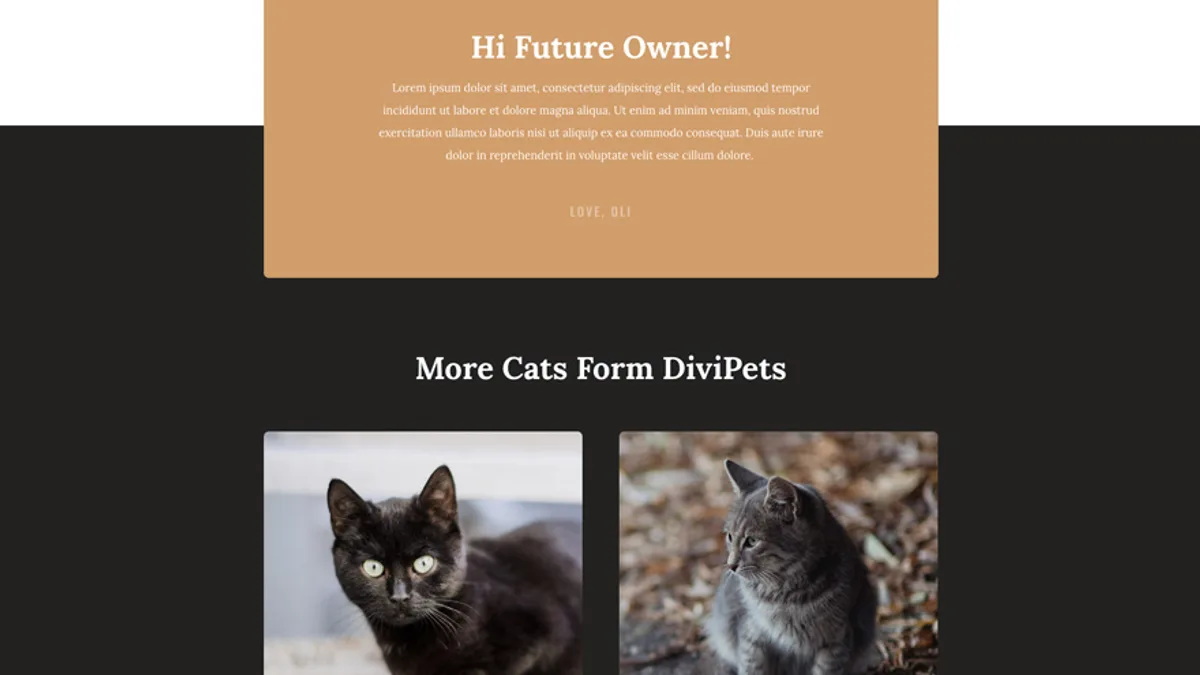 Hi Future Owner!
Lorem ipsum dolor sit amet, consectetur adipiscing elit, sed do eiusmod tempor
incididunt ut labore et dolore magna aliqua. Ut enim ad minim veniam, quis nostrud
exercitation ullamco laboris nisi ut aliquip ex ea commodo consequat. Duis aute irure
dolor in reprehenderit in voluptate velit esse cillum dolore.
LOVE, OLI
More Cats Form DiviPets